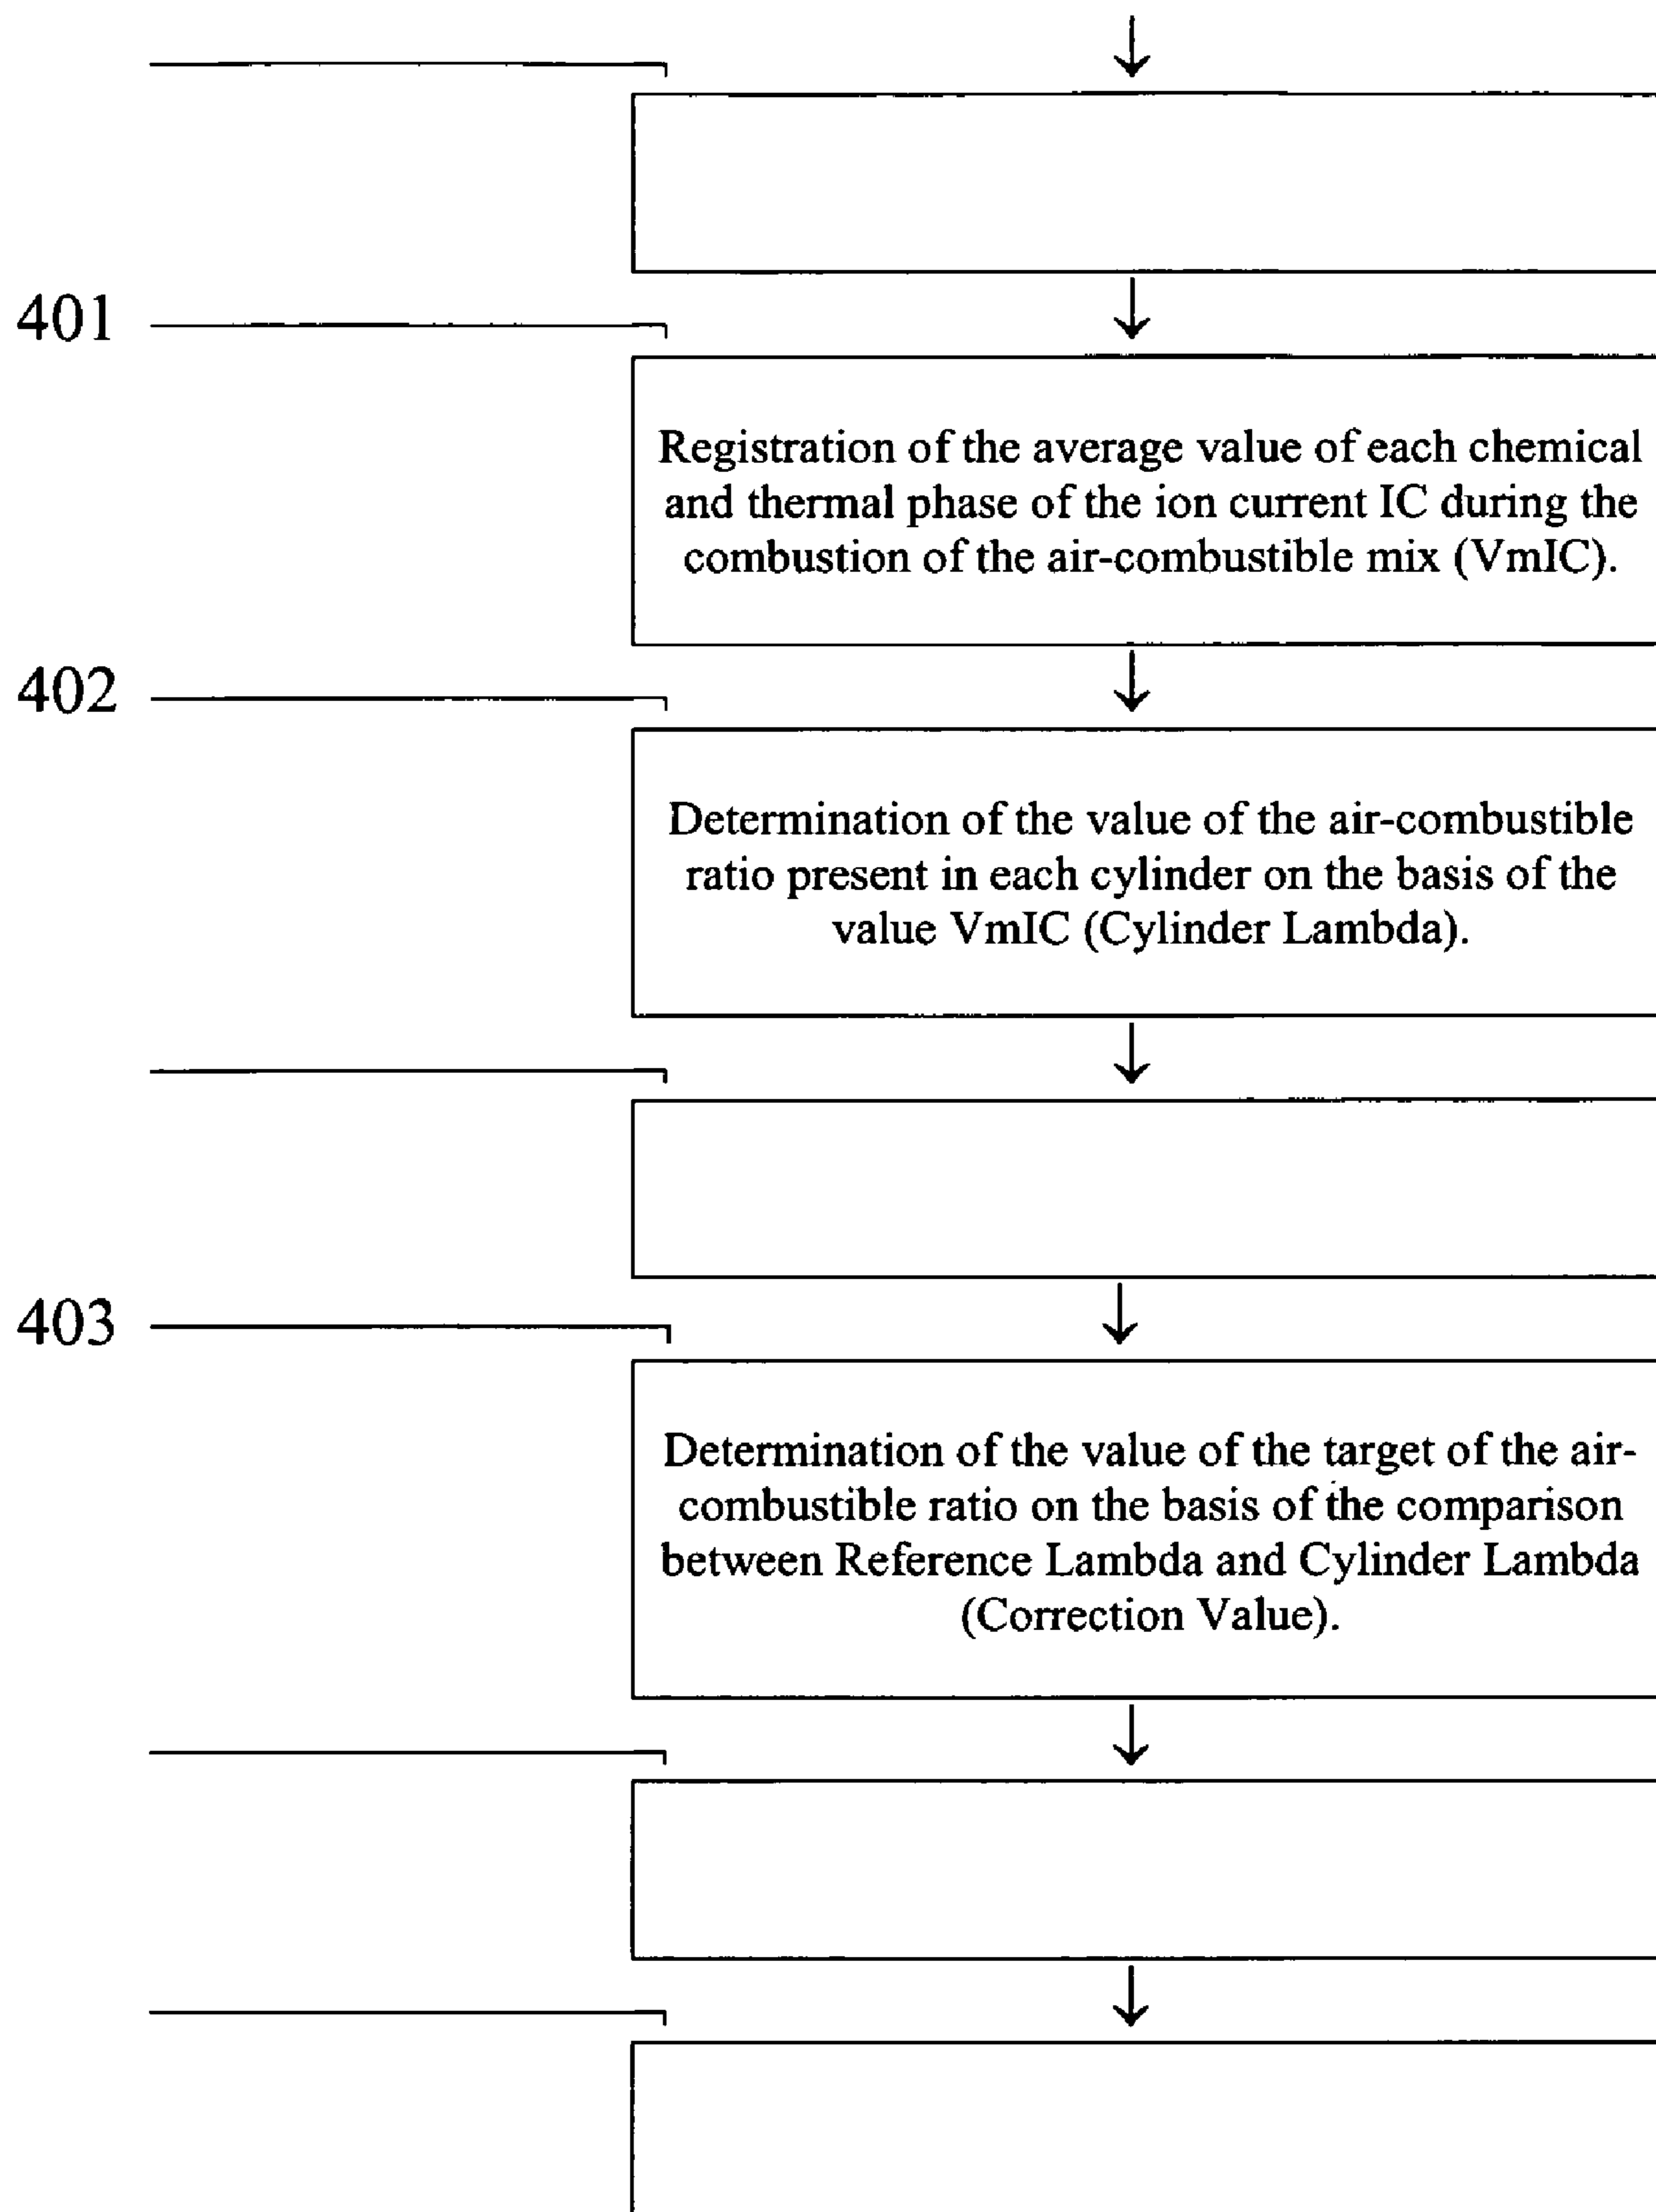 401
Registration of the average value of each chemical
and thermal phase of the ion current IC during the
combustion of the air-combustible mix (VmIC).
402
Determination of the value of the air-combustible
ratio present in each cylinder on the basis of the
value VmIC (Cylinder Lambda).
403
Determination of the value of the target of the air-
combustible ratio on the basis of the comparison
between Reference Lambda and Cylinder Lambda
(Correction Value).